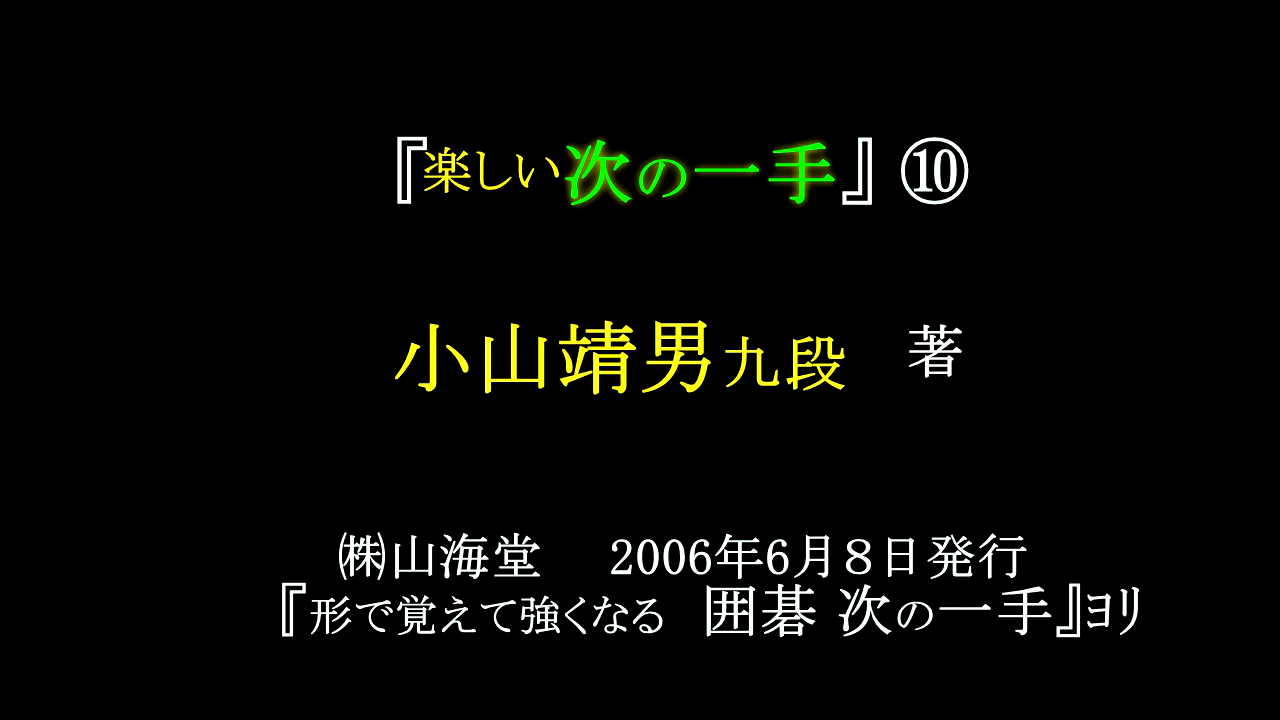 『楽しい次の一手』⑩
小山靖男九段 著
㈱山海堂 2006年6月８日発行
『形で覚えて強くなる 囲碁 次の一手』ﾖﾘ